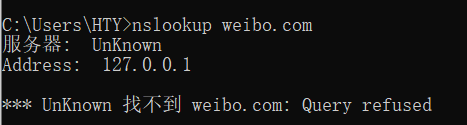 C:\Users\HTY>nslookup weibo.com
服务器:  UnKnown
Address:  127.0.0.1
*** UnKnown 找不到 weibo.com: Query refused